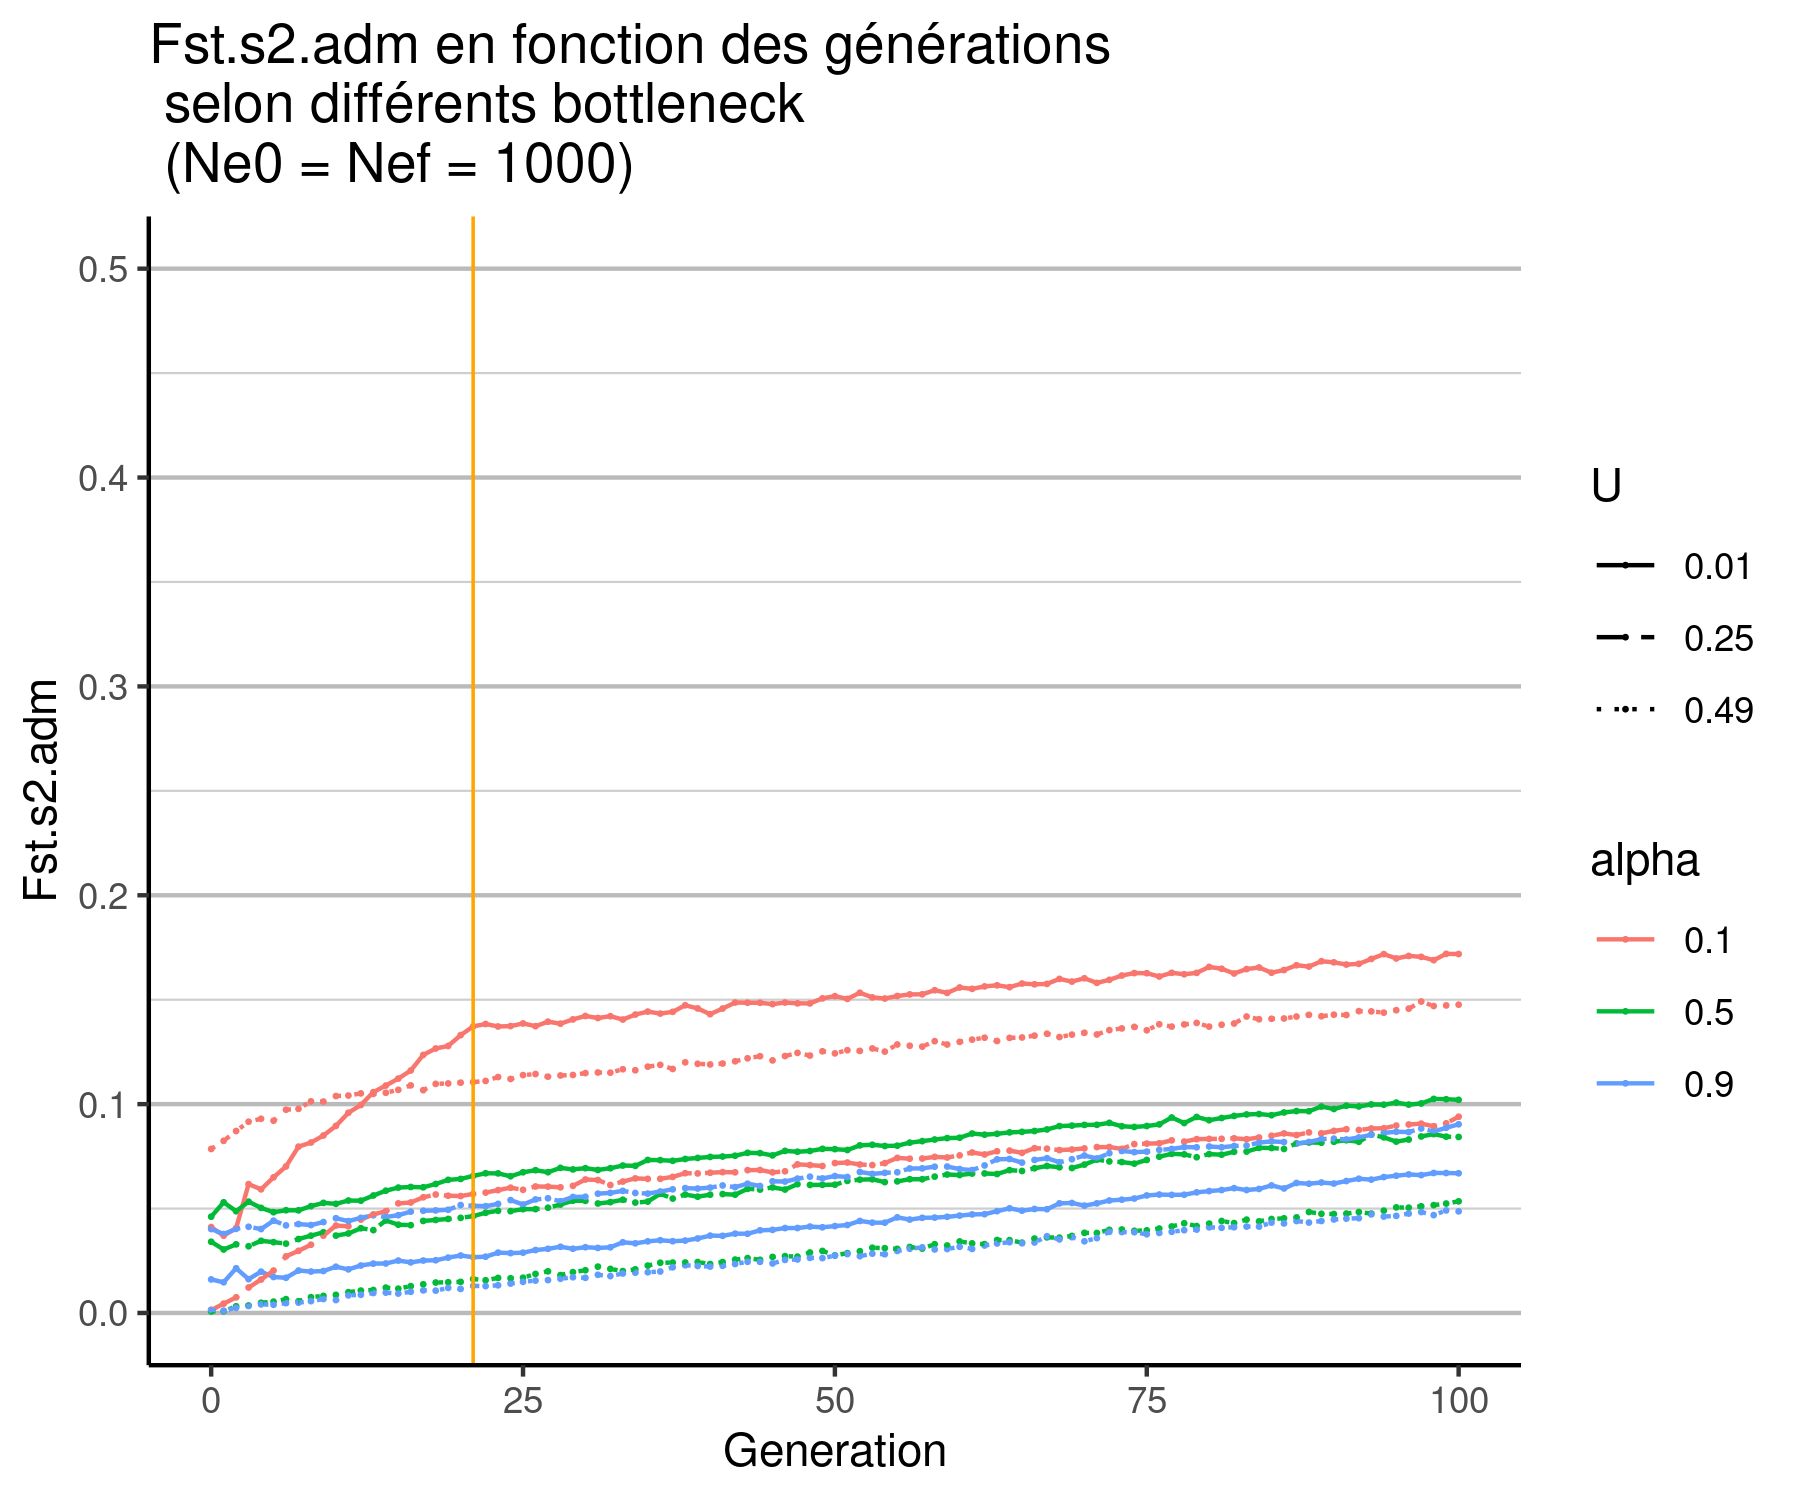 Fst.s2.adm en fonction des générations
selon différents bottleneck
(Ne0 = Nef = 1000)
Fst.s2.adm
0.5
0.4
0.3
0.2
0.1
0.0
0
25
50
75
100
Generation
U
0.01
0.25
0.49
alpha
0.1
0.5
0.9